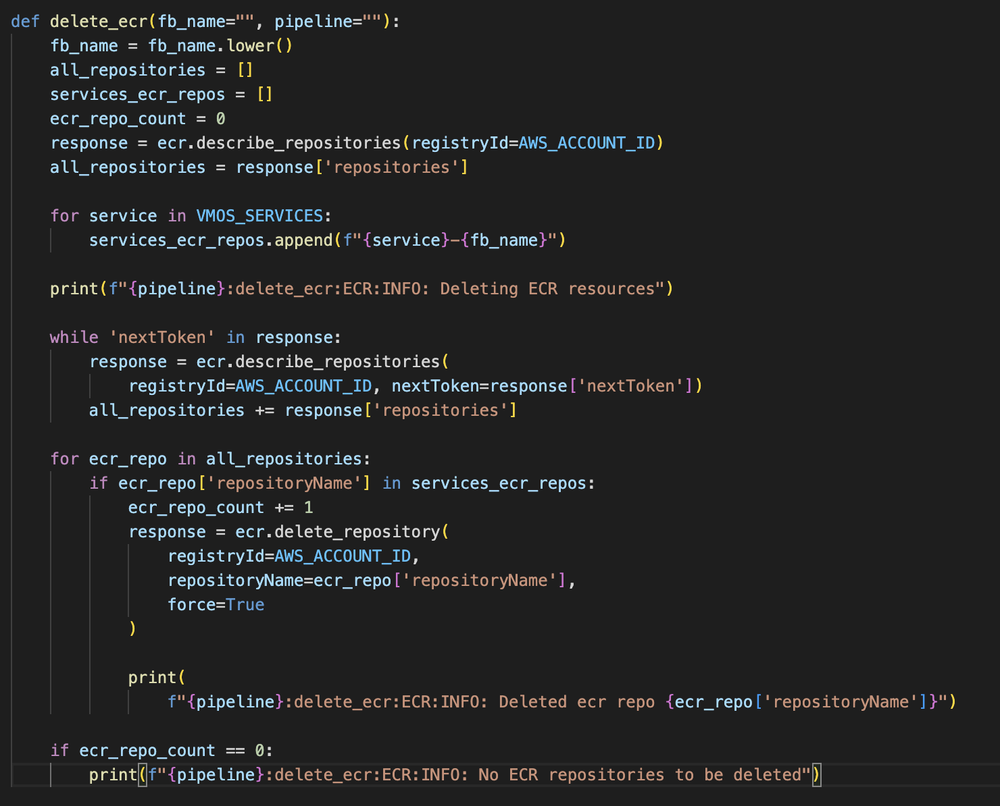 def delete_ecr(fb_name="", pipeline=""):
    fb_name = fb_name.lower()
    all_repositories = []
    services_ecr_repos = []
    ecr_repo_count = 0
    response = ecr.describe_repositories(registryId=AWS_ACCOUNT_ID)
    all_repositories = response['repositories']

    for service in VMOS_SERVICES:
        services_ecr_repos.append(f"{service}-{fb_name}")

    print(f"{pipeline}:delete_ecr:ECR:INFO: Deleting ECR resources")

    while 'nextToken' in response:
        response = ecr.describe_repositories(
            registryId=AWS_ACCOUNT_ID, nextToken=response['nextToken'])
        all_repositories += response['repositories']

    for ecr_repo in all_repositories:
        if ecr_repo['repositoryName'] in services_ecr_repos:
            ecr_repo_count += 1
            response = ecr.delete_repository(
                registryId=AWS_ACCOUNT_ID,
                repositoryName=ecr_repo['repositoryName'],
                force=True
            )

            print(
                f"{pipeline}:delete_ecr:ECR:INFO: Deleted ecr repo {ecr_repo['repositoryName']}")

    if ecr_repo_count == 0:
        print(f"{pipeline}:delete_ecr:ECR:INFO: No ECR repositories to be deleted")